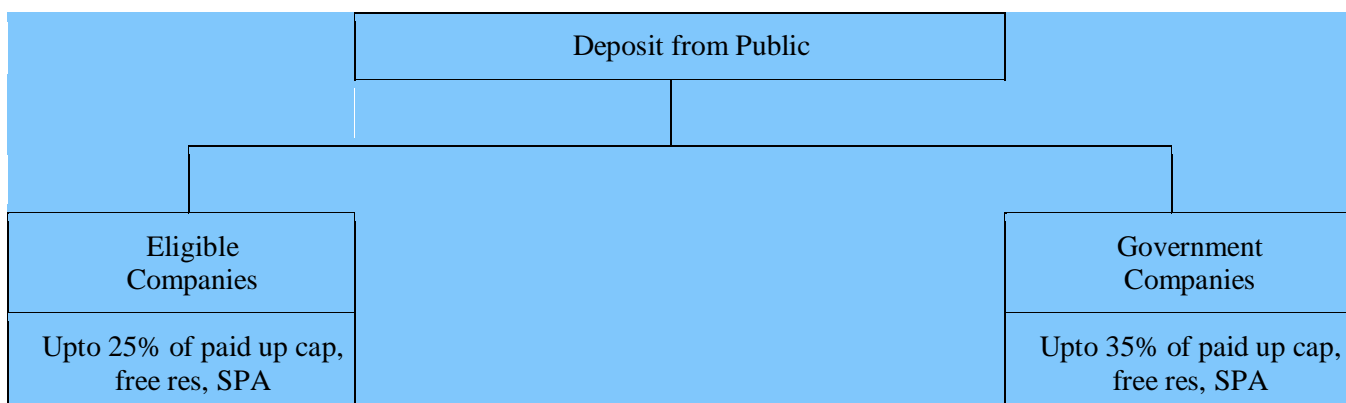 Deposit from Public
Eligible
Companies
Government
Companies
Upto 25% of paid up cap,
free res, SPA
Upto 35% of paid up cap,
free res, SPA